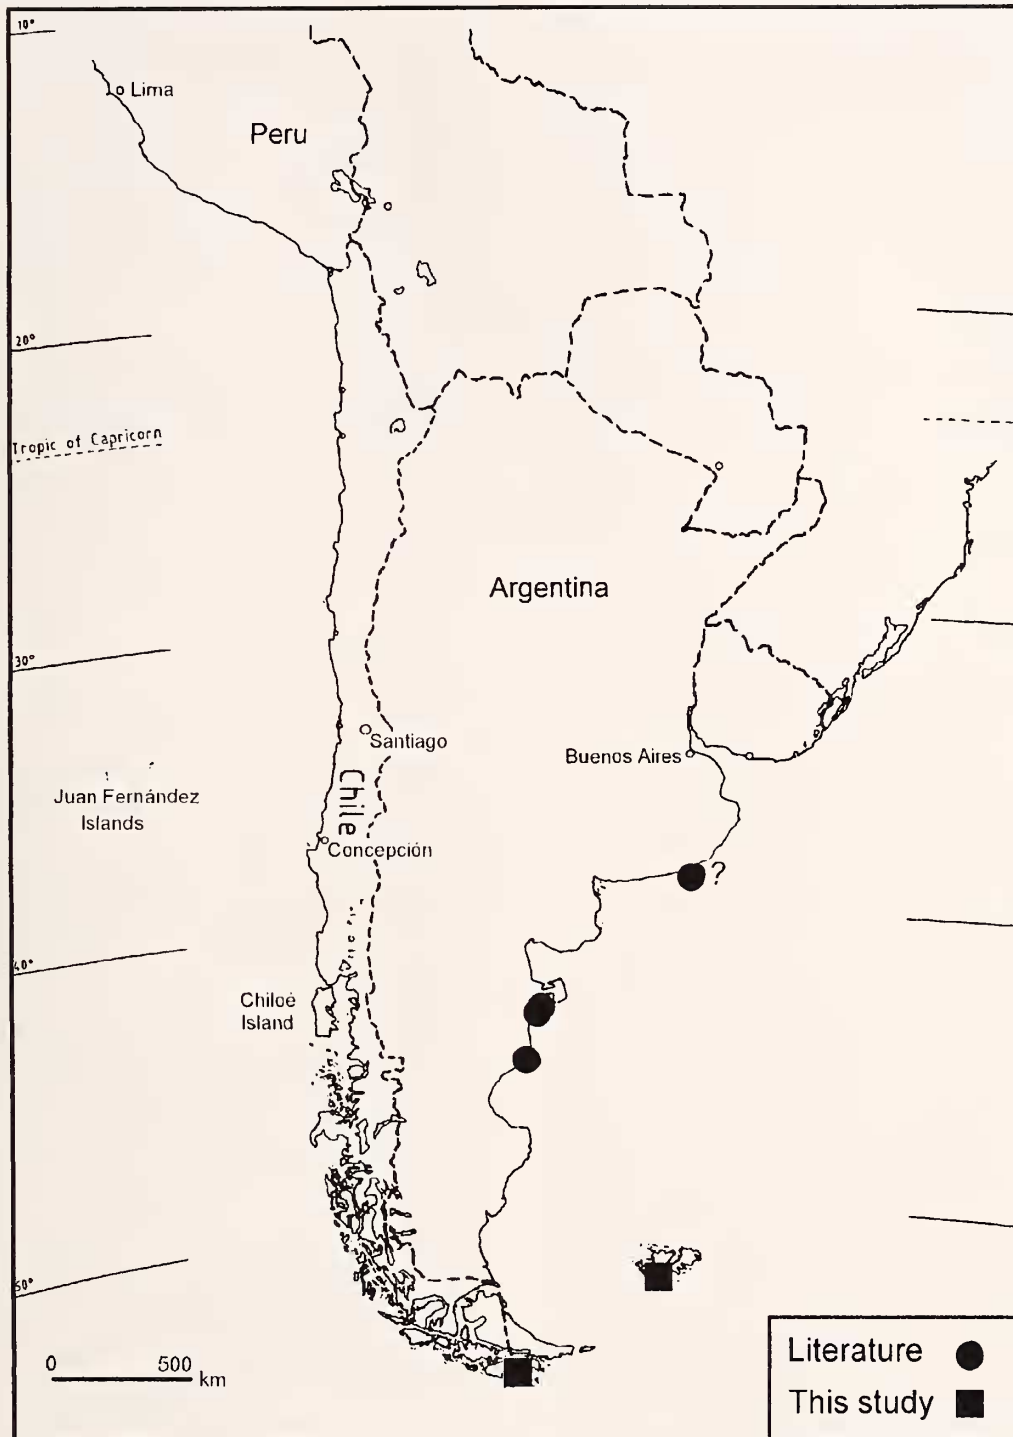 10°
Lima
Peru
20°
Tropic of Capricorn
Argentina
30°
Santiago
Buenos Aires
Juan Fernández
Islands
Chile
Concepción
?
40°
Chiloé
Island
50°
0 500 km
Literature
This study